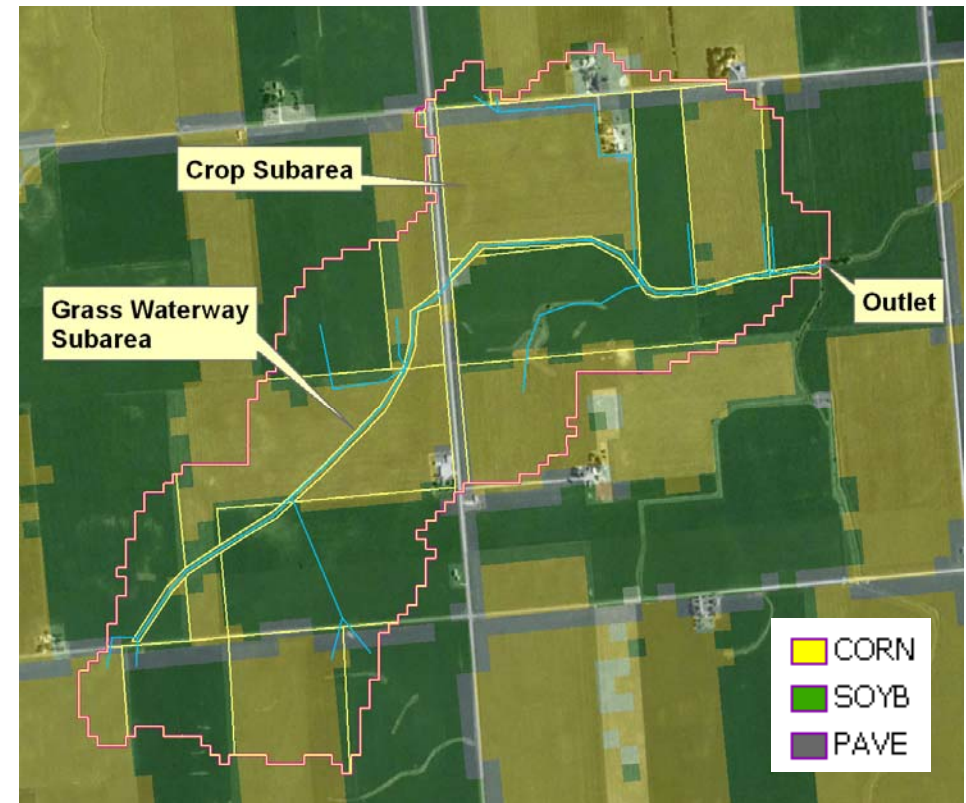 Crop Subarea
Grass Waterway
Subarea
Outlet
CORN
SOYB
PAVE